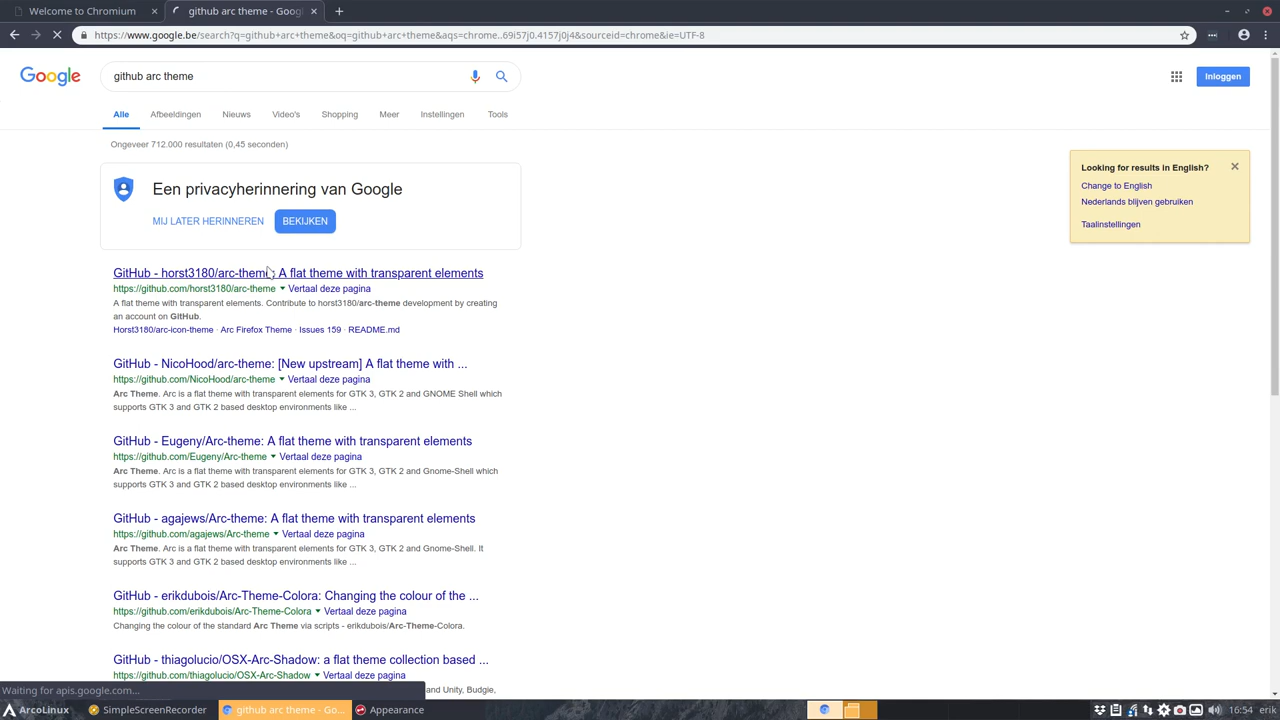 Welcome to Chromium
github arc theme - Googl
https://www.google.be/search?q=github+arc+theme&oq=github+arc+theme&aqs=chrome..69i57j0.4157j0j4&sourceid=chrome&ie=UTF-8
Google
github arc theme
Inloggen
Alle Afbeeldingen Nieuws Video's Shopping Meer Instellingen Tools
Ongeveer 712.000 resultaten (0,45 seconden)
Een privacyherinnering van Google
MIJ LATER HERINNEREN BEKIJKEN
Looking for results in English?
Change to English
Nederlands blijven gebruiken
Taalinstellingen
GitHub - horst3180/arc-theme: A flat theme with transparent elements
https://github.com/horst3180/arc-theme Vertaal deze pagina
A flat theme with transparent elements. Contribute to horst3180/arc-theme development by creating
an account on GitHub.
Horst3180/arc-icon-theme · Arc Firefox Theme · Issues 159 · README.md
GitHub - NicoHood/arc-theme: [New upstream] A flat theme with ...
https://github.com/NicoHood/arc-theme Vertaal deze pagina
Arc Theme. Arc is a flat theme with transparent elements for GTK 3, GTK 2 and GNOME Shell which
supports GTK 3 and GTK 2 based desktop environments like ...
GitHub - Eugeny/Arc-theme: A flat theme with transparent elements
https://github.com/Eugeny/Arc-theme Vertaal deze pagina
Arc Theme. Arc is a flat theme with transparent elements for GTK 3, GTK 2 and Gnome-Shell which
supports GTK 3 and GTK 2 based desktop environments like ...
GitHub - agajews/Arc-theme: A flat theme with transparent elements
https://github.com/agajews/Arc-theme Vertaal deze pagina
Arc Theme. Arc is a flat theme with transparent elements for GTK 3, GTK 2 and Gnome-Shell. It
supports GTK 3 and GTK 2 based desktop environments like ...
GitHub - erikdubois/Arc-Theme-Colora: Changing the colour of the ...
https://github.com/erikdubois/Arc-Theme-Colora Vertaal deze pagina
Changing the colour of the standard Arc Theme via scripts - erikdubois/Arc-Theme-Colora.
GitHub - thiagolucio/OSX-Arc-Shadow: a flat theme collection based ...
https://github.com/thiagolucio/OSX-Arc-Shadow Vertaal deze pagina
and Unity, Budgie,
Waiting for apis.google.com...
ArcoLinux SimpleScreenRecorder github arc theme - Go... Appearance 16:54 erik